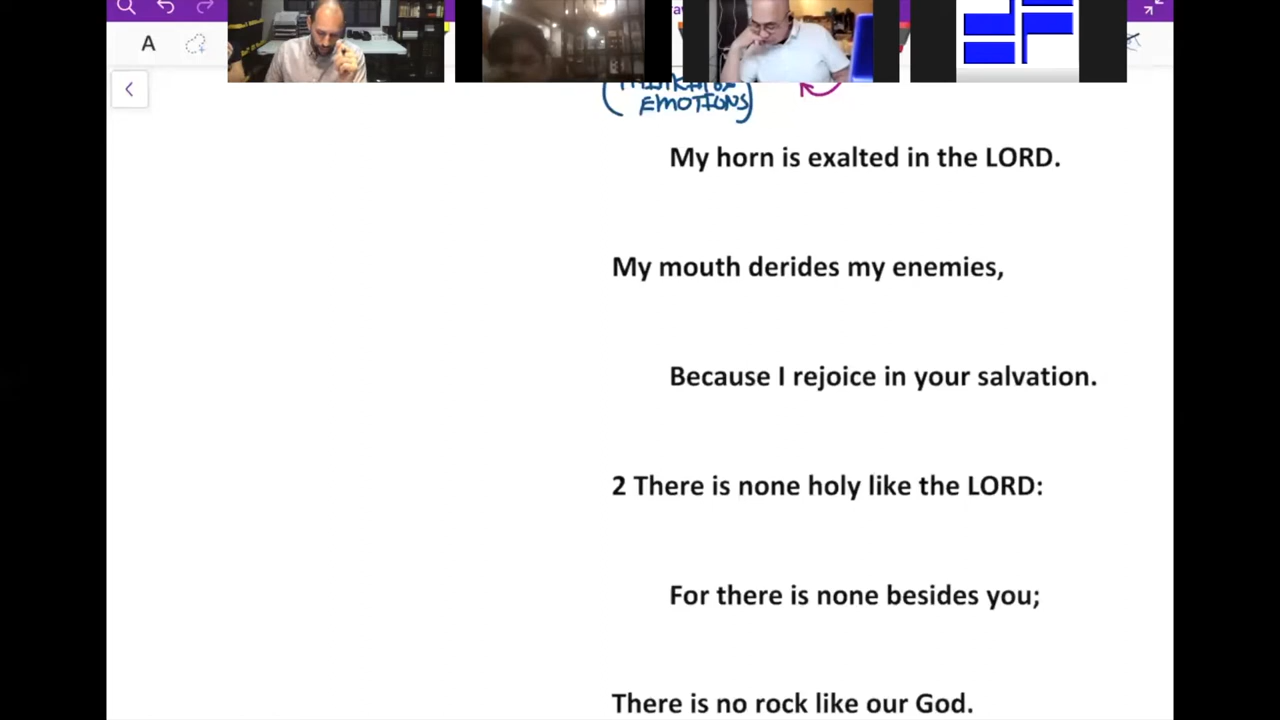 A
EMOTIONS
My horn is exalted in the LORD.
My mouth derides my enemies,
Because I rejoice in your salvation.
2 There is none holy like the LORD:
For there is none besides you;
There is no rock like our God.